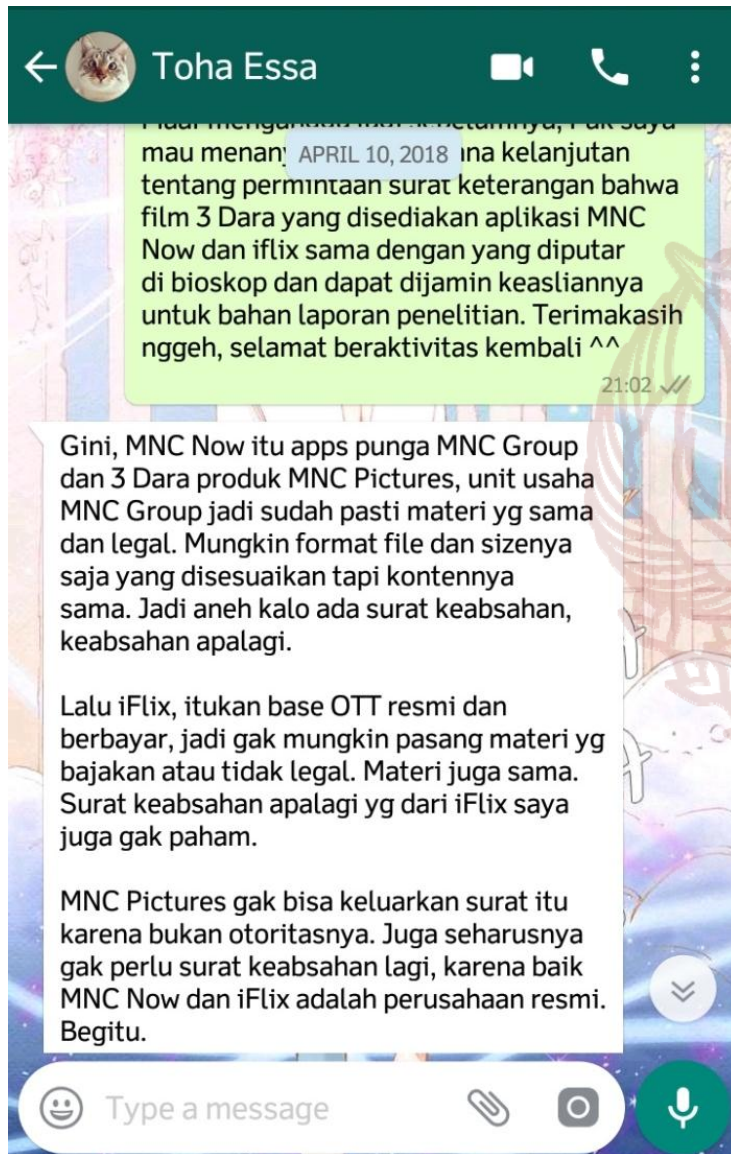 Toha Essa
APRIL 10, 2018
mau kelanjutan
tentang permintaan surat keterangan bahwa
film 3 Dara yang disediakan aplikasi MNC
Now dan iflix sama dengan yang diputar
di bioskop dan dapat dijamin keasliannya
untuk bahan laporan penelitian. Terimakasih
nggeh, selamat beraktivitas kembali ^^
21:02
Gini, MNC Now itu apps punga MNC Group
dan 3 Dara produk MNC Pictures, unit usaha
MNC Group jadi sudah pasti materi yg sama
dan legal. Mungkin format file dan sizenya
saja yang disesuaikan tapi kontennya
sama. Jadi aneh kalo ada surat keabsahan,
keabsahan apalagi.
Lalu iFlix, itukan base OTT resmi dan
berbayar, jadi gak mungkin pasang materi yg
bajakan atau tidak legal. Materi juga sama.
Surat keabsahan apalagi yg dari iFlix saya
juga gak paham.
MNC Pictures gak bisa keluarkan surat itu
karena bukan otoritasnya. Juga seharusnya
gak perlu surat keabsahan lagi, karena baik
MNC Now dan iFlix adalah perusahaan resmi.
Begitu.
Type a message